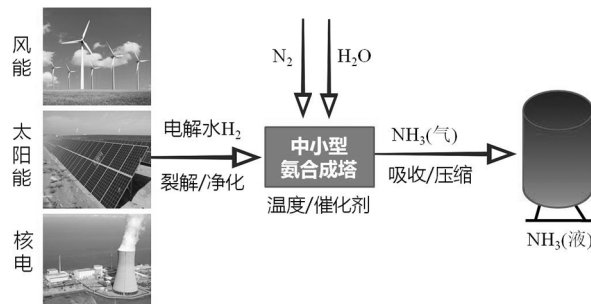 风能
太阳能
核电
电解水H₂
裂解/净化
N₂
H₂O
中小型
氨合成塔
温度/催化剂
NH₃(气)
吸收/压缩
NH₃(液)